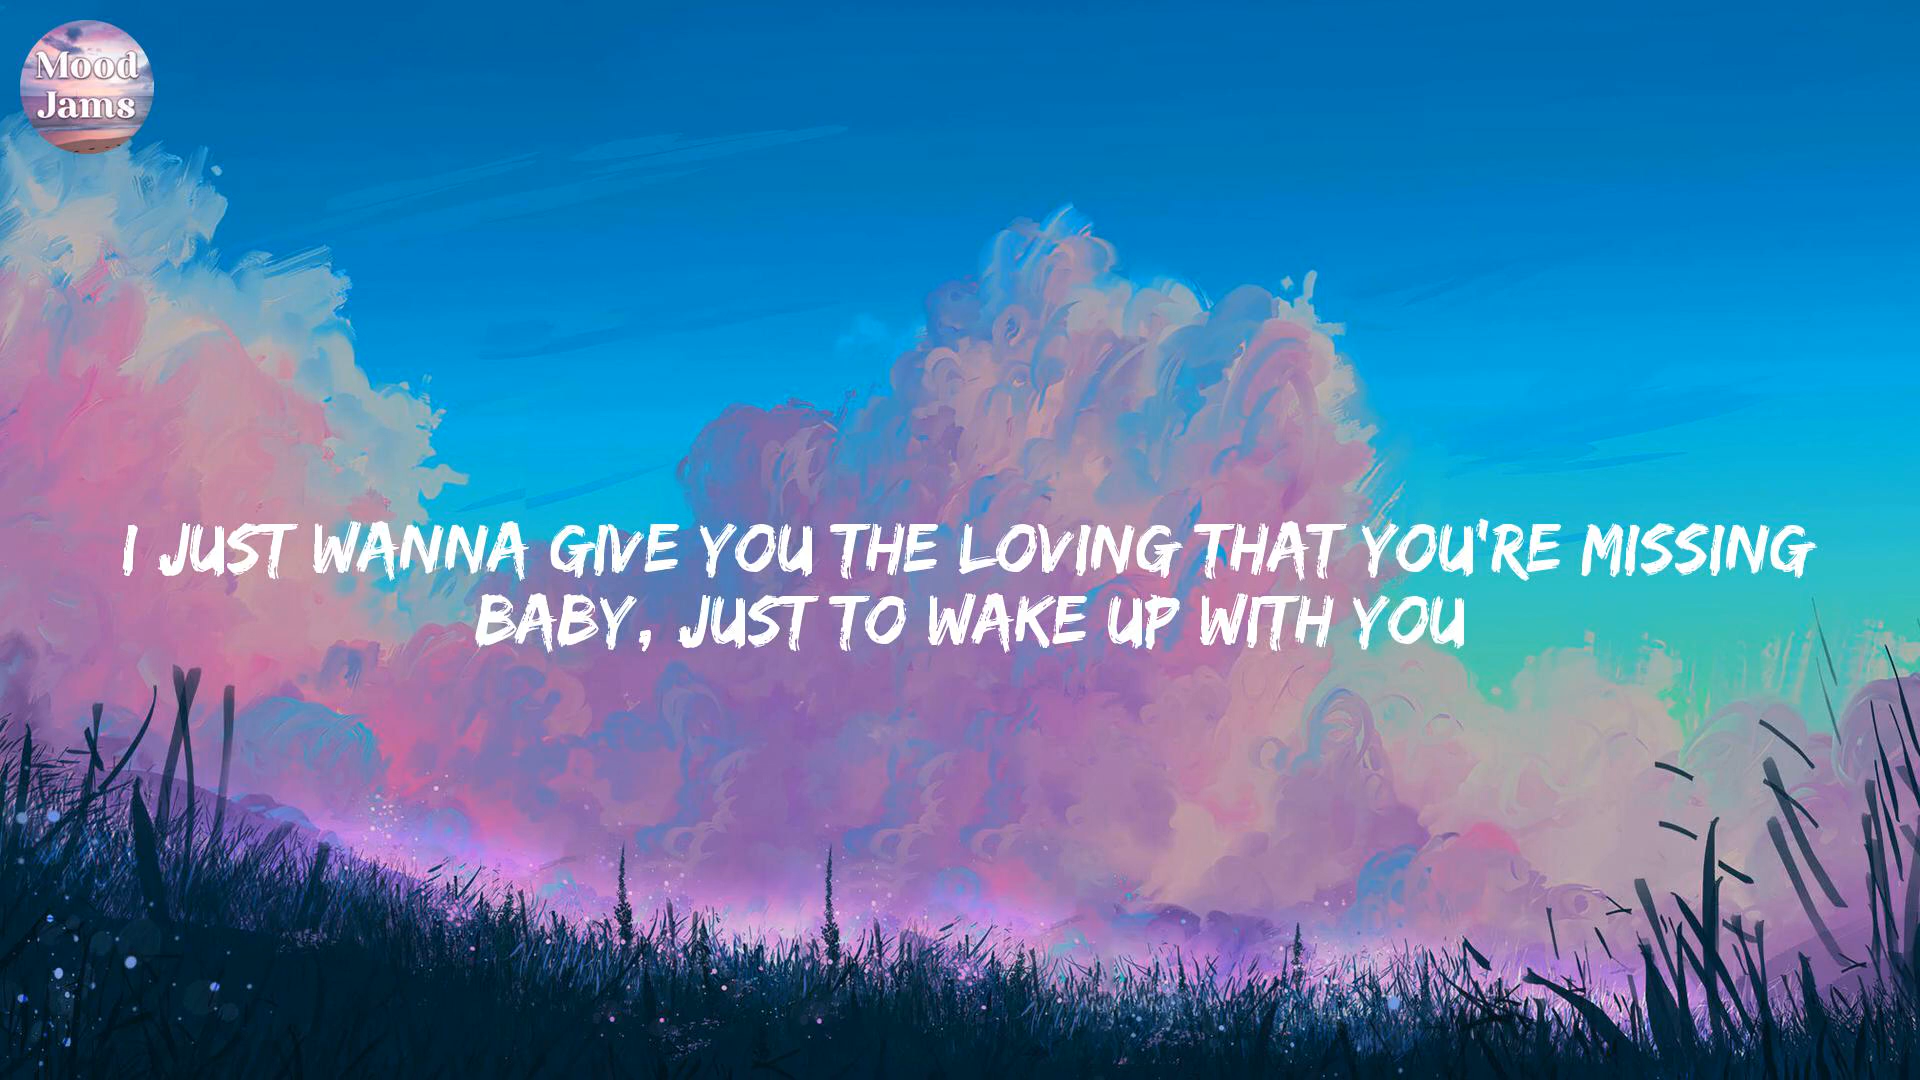 Mood
Jams
I JUST WANNA GIVE YOU THE LOVING THAT YOU'RE MISSING
BABY, JUST TO WAKE UP WITH YOU